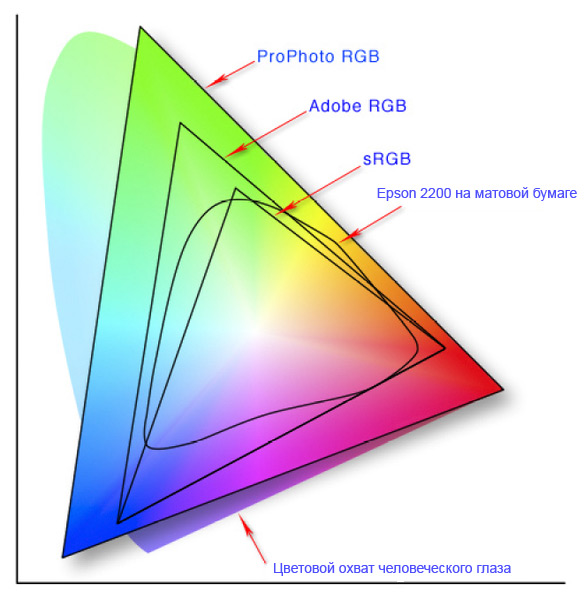 ProPhoto RGB
Adobe RGB
sRGB
Epson 2200 на матовой бумаге
Цветовой охват человеческого глаза